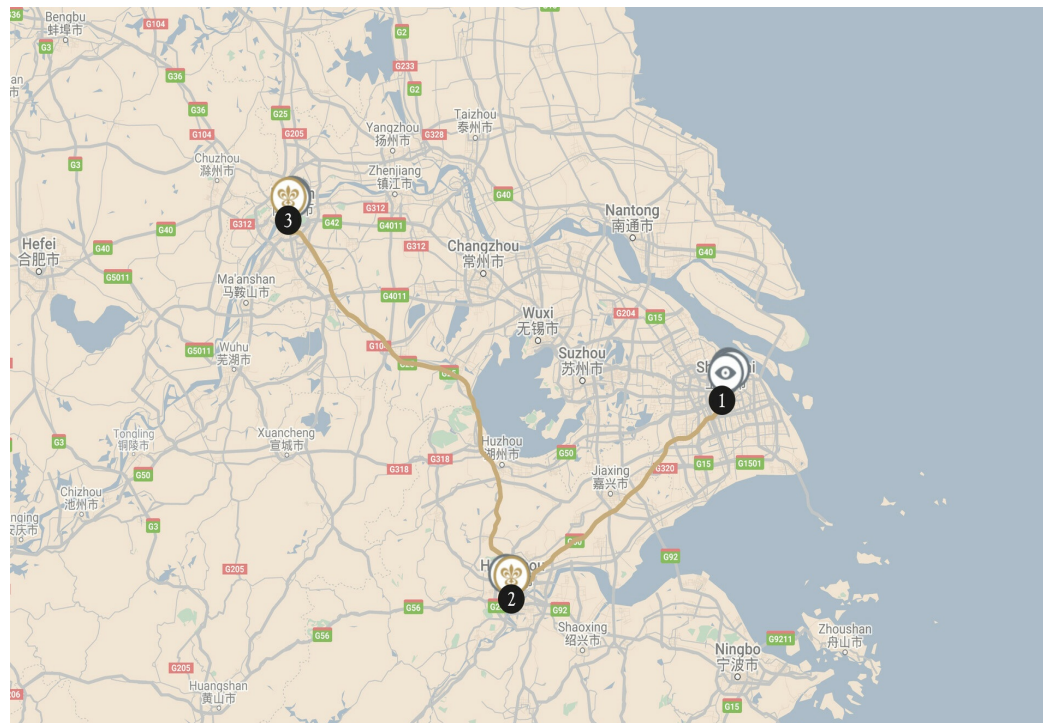 G36
Bengbu
蚌埠市
G104
G2
G3
G233
G36
G2
G36
G25
Taizhou
泰州市
G104
G205
Yangzhou
扬州市
G328
G3
Chuzhou
滁州市
Zhenjiang
镇江市
G40
G312
Nantong
南通市
G312
G42
G4011
3
G40
Hefei
合肥市
G40
G312
Changzhou
常州市
G40
G5011
Ma'anshan
马鞍山市
G4011
Wuxi
无锡市
G204
G15
Wuhu
芜湖市
G5011
Suzhou
苏州市
1
Tongling
铜陵市
Xuancheng
宣城市
Huzhou
湖州市
G3
G50
G318
G318
G50
G320
G15
G1501
Jiaxing
嘉兴市
Chizhou
池州市
G3
G92
G205
2
G56
G92
G56
Shaoxing
绍兴市
Zhoushan
舟山市
G9211
Ningbo
宁波市
G205
Huangshan
黄山市
G15